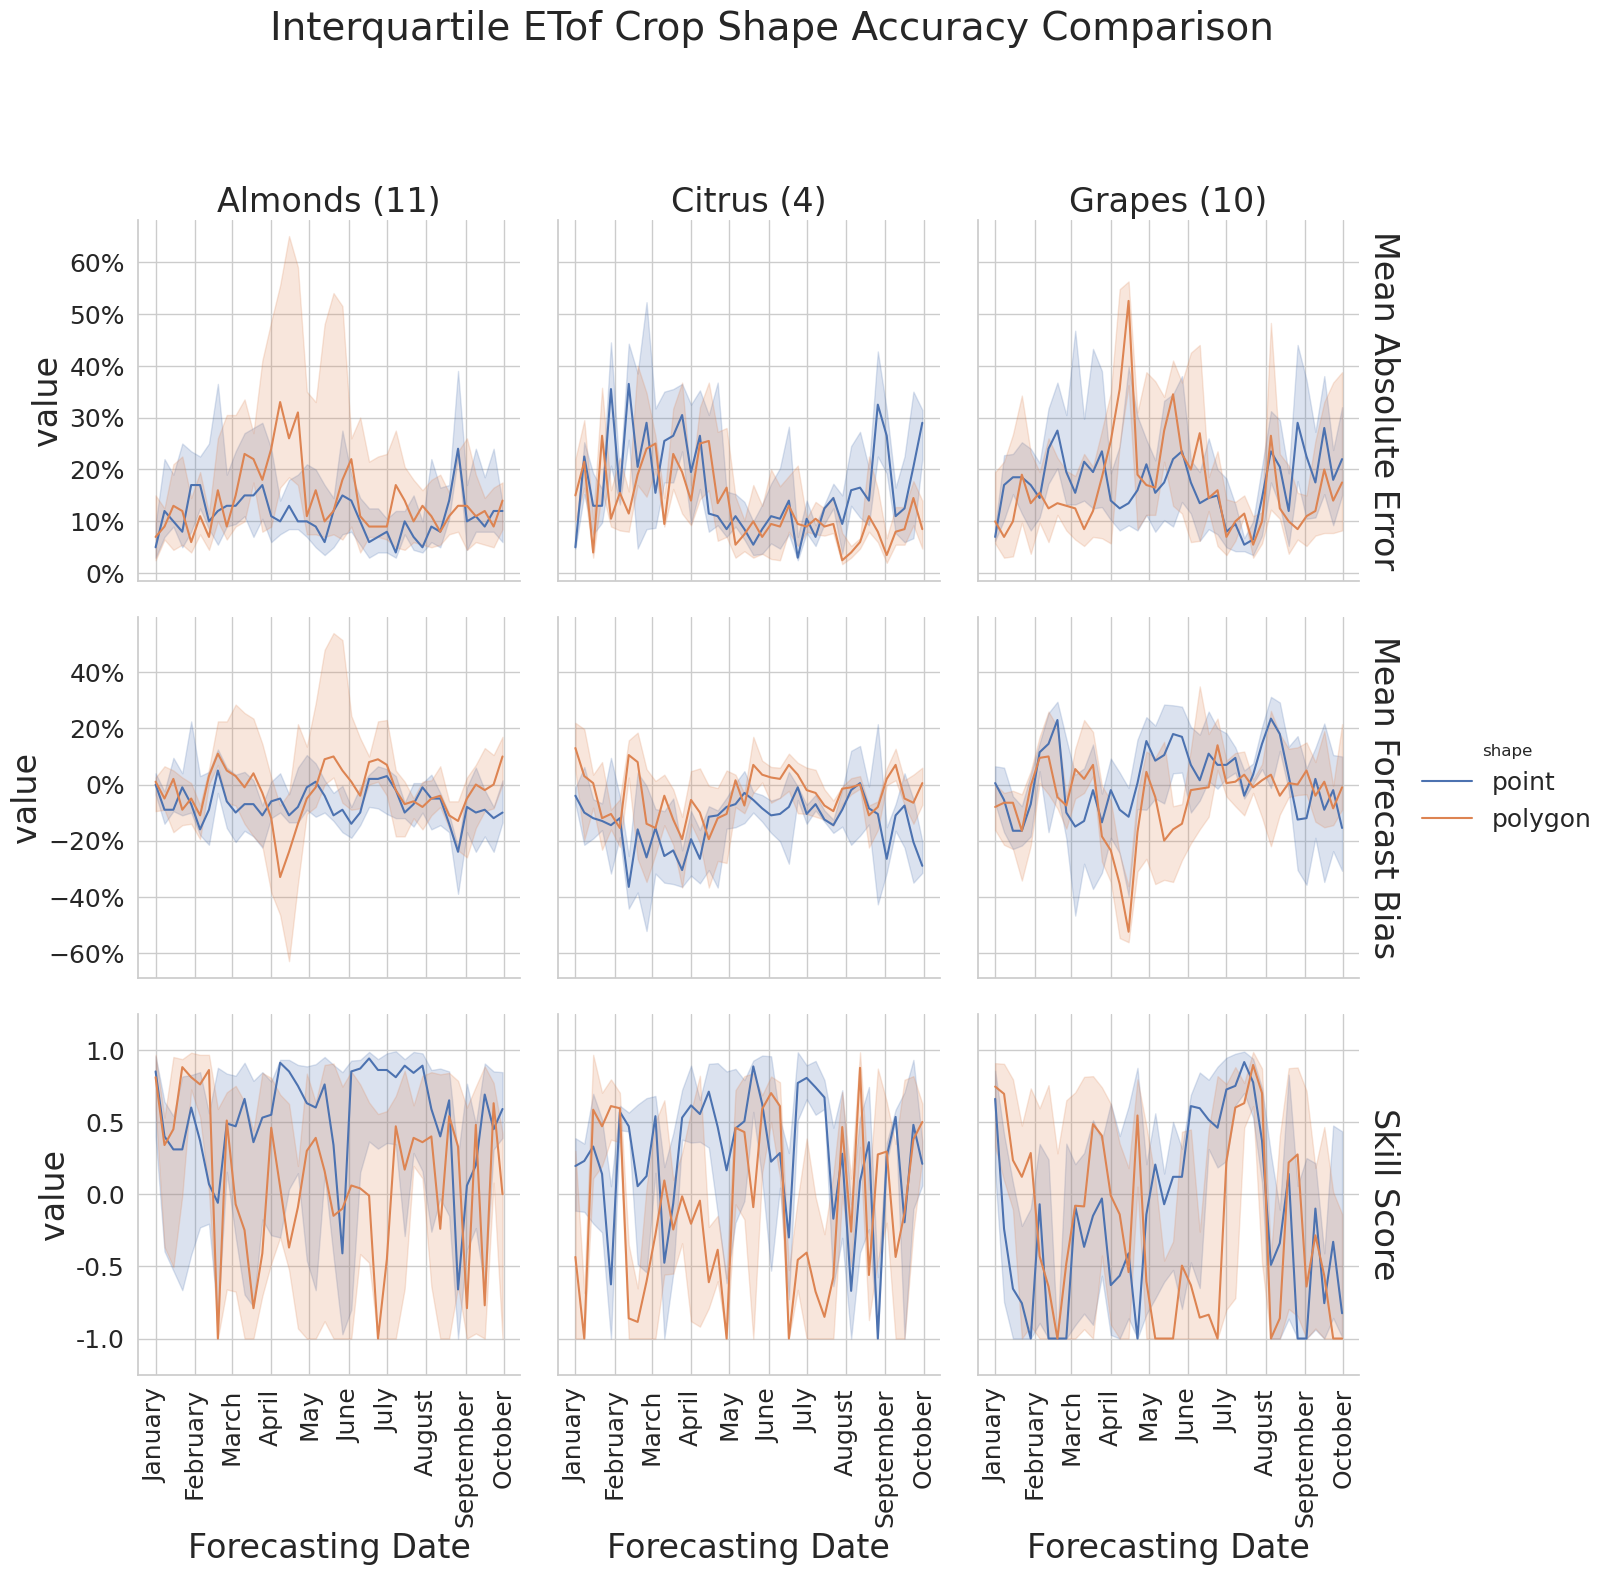 Interquartile ETof Crop Shape Accuracy Comparison
Almonds (11)
Citrus (4)
Grapes (10)
60%
50%
40%
30%
20%
10%
0%
value
Mean Absolute Error
40%
20%
0%
−20%
−40%
−60%
value
Mean Forecast Bias
shape
point
polygon
1.0
0.5
0.0
-0.5
-1.0
value
Skill Score
January
February
March
April
May
June
July
August
September
October
January
February
March
April
May
June
July
August
September
October
January
February
March
April
May
June
July
August
September
October
Forecasting Date
Forecasting Date
Forecasting Date